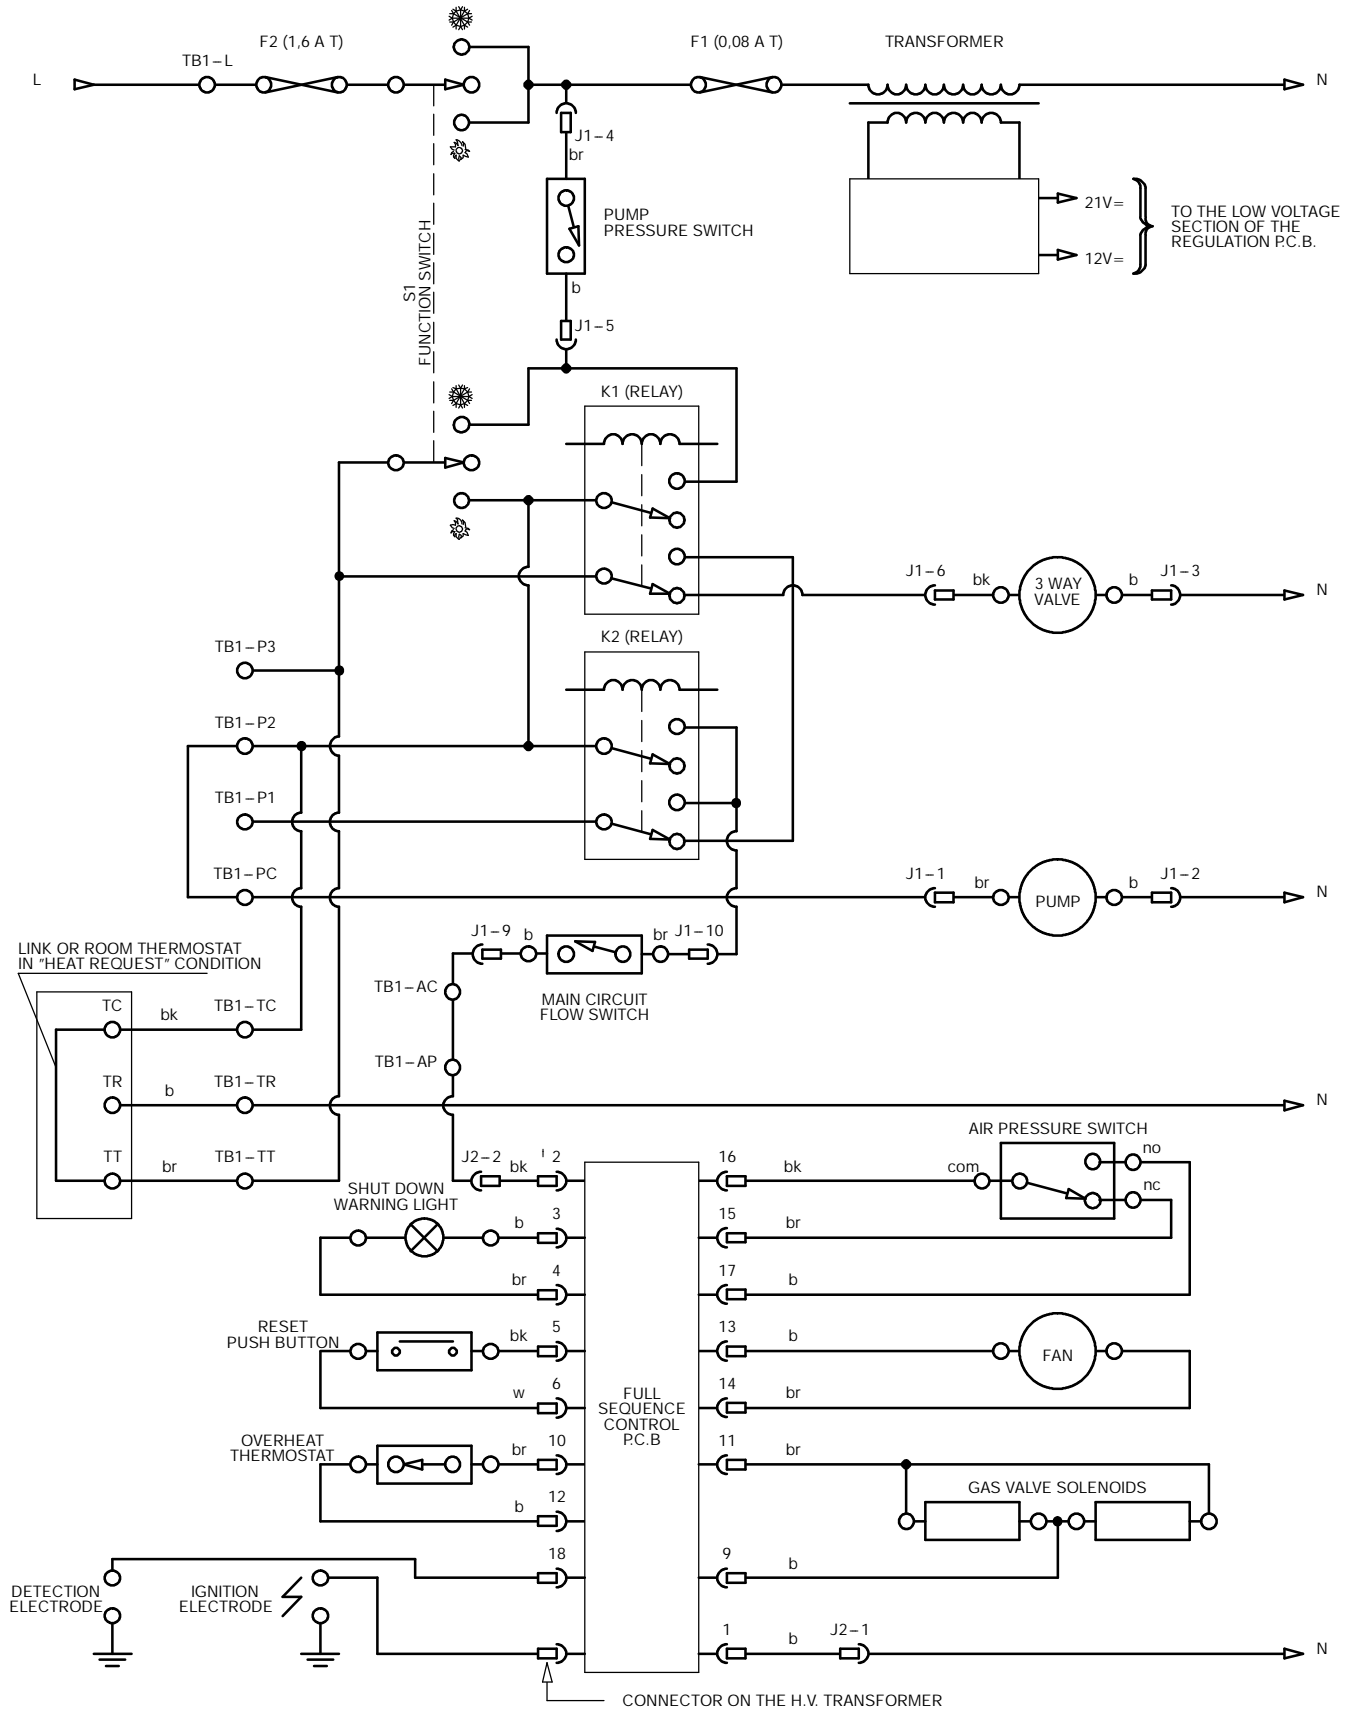 F2 (1,6 A T)
F1 (0,08 A T)
TRANSFORMER
TB1–L
L
N
J1–4
br
PUMP
PRESSURE SWITCH
21V=
12V=
TO THE LOW VOLTAGE
SECTION OF THE
REGULATION P.C.B.
S1
FUNCTION SWITCH
b
J1–5
K1 (RELAY)
J1–6
bk
3 WAY
VALVE
b
J1–3
N
K2 (RELAY)
TB1–P3
TB1–P2
TB1–P1
TB1–PC
J1–1
br
PUMP
b
J1–2
N
J1–9
b
br
J1–10
LINK OR ROOM THERMOSTAT
IN "HEAT REQUEST" CONDITION
TB1–AC
MAIN CIRCUIT
FLOW SWITCH
TC
bk
TB1–TC
TB1–AP
TR
b
TB1–TR
N
AIR PRESSURE SWITCH
TT
br
TB1–TT
J2–2
bk
2
16
bk
com
no
nc
SHUT DOWN
WARNING LIGHT
b
3
15
br
br
4
17
b
RESET
PUSH BUTTON
bk
5
13
b
FAN
w
6
14
br
FULL
SEQUENCE
CONTROL
P.C.B
OVERHEAT
THERMOSTAT
br
10
11
br
GAS VALVE SOLENOIDS
b
12
18
9
b
DETECTION
ELECTRODE
IGNITION
ELECTRODE
1
b
J2–1
N
CONNECTOR ON THE H.V. TRANSFORMER